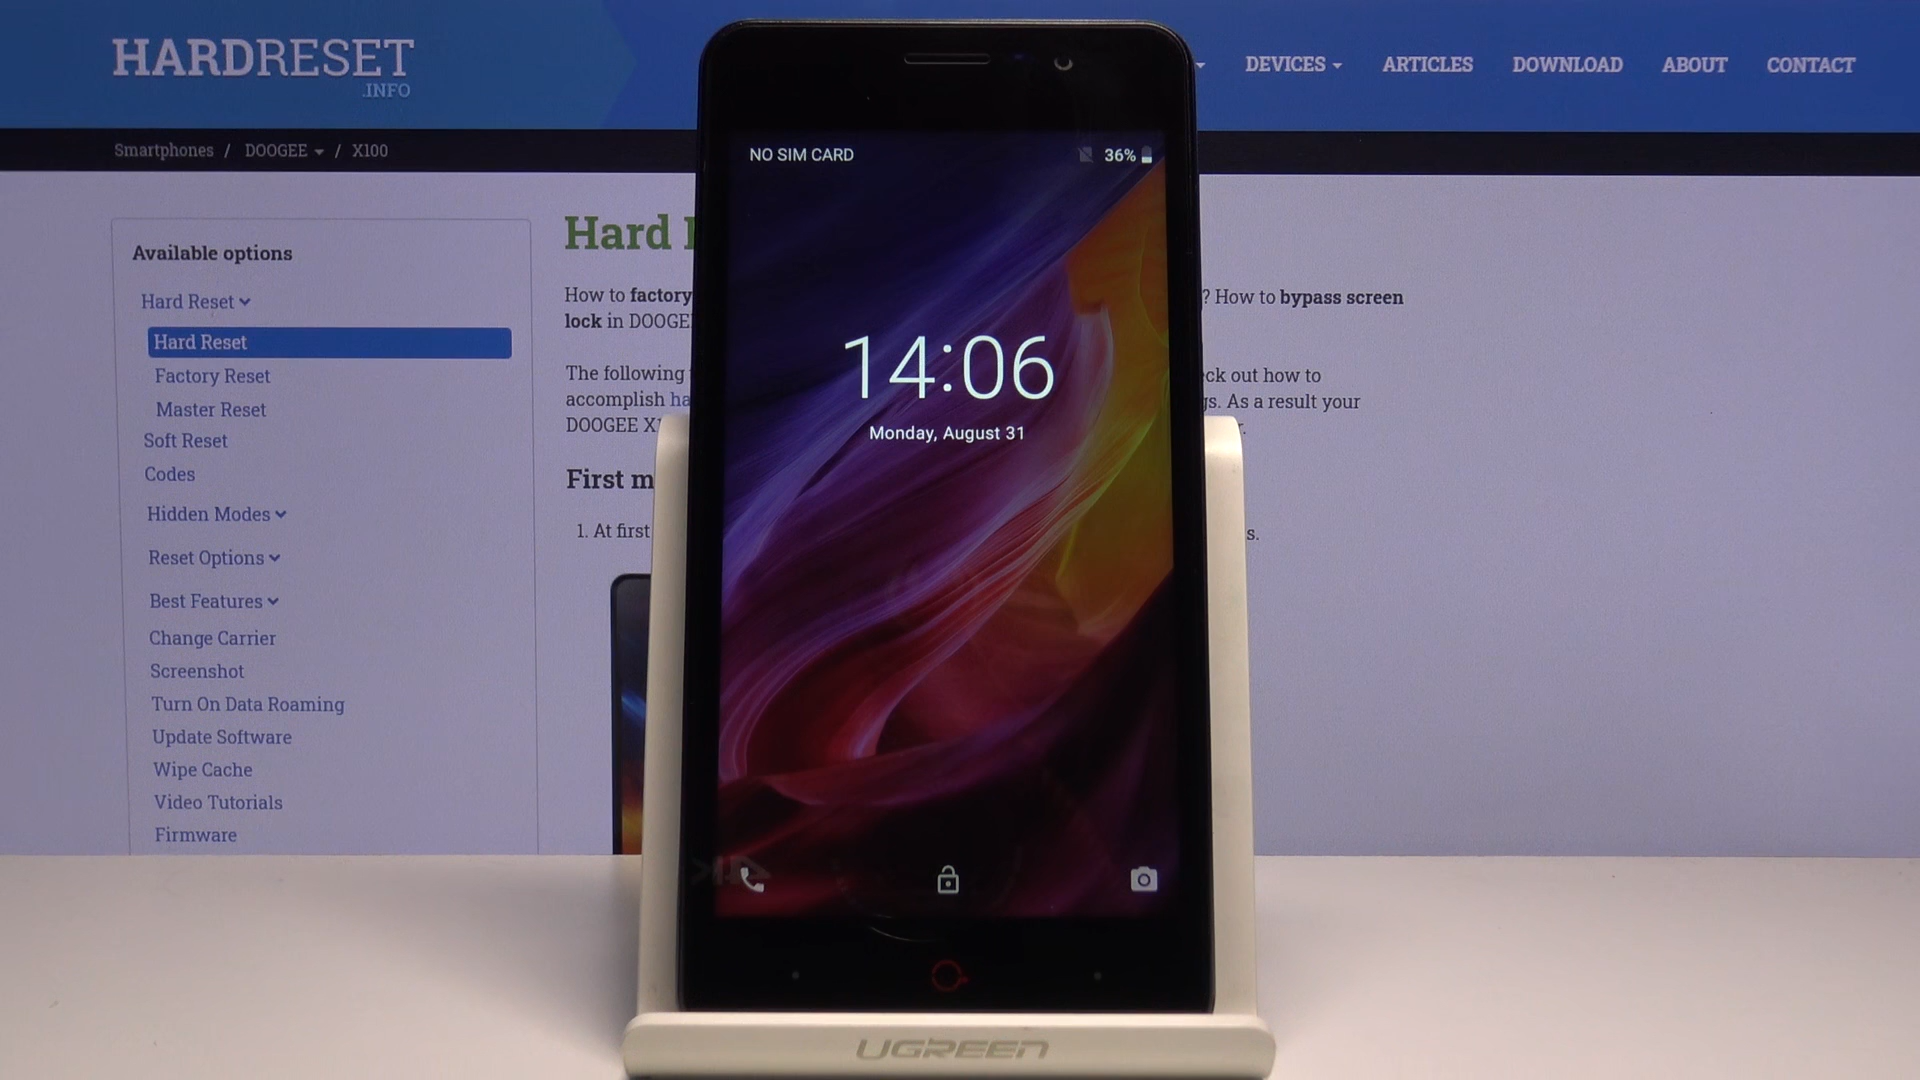 HARDRESET
.INFO
DEVICES
ARTICLES
DOWNLOAD
ABOUT
CONTACT
Smartphones / DOOGEE / X100
Available options
Hard Reset
Hard Reset
Factory Reset
Master Reset
Soft Reset
Codes
Hidden Modes
Reset Options
Best Features
Change Carrier
Screenshot
Turn On Data Roaming
Update Software
Wipe Cache
Video Tutorials
Firmware
Hard
How to factory
? How to bypass screen
lock in DOOGE
The following
ck out how to
accomplish ha
gs. As a result your
DOOGEE X
First m
1. At first
s.
NO SIM CARD
36%
14:06
Monday, August 31
UGREEN